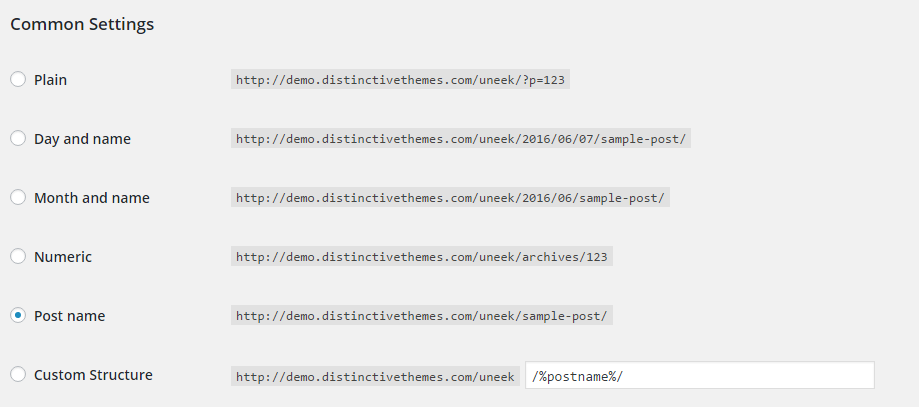 Common Settings
Plain http://demo.distinctivethemes.com/uneek/?p=123
Day and name http://demo.distinctivethemes.com/uneek/2016/06/07/sample-post/
Month and name http://demo.distinctivethemes.com/uneek/2016/06/sample-post/
Numeric http://demo.distinctivethemes.com/uneek/archives/123
Post name http://demo.distinctivethemes.com/uneek/sample-post/
Custom Structure http://demo.distinctivethemes.com/uneek /%postname%/